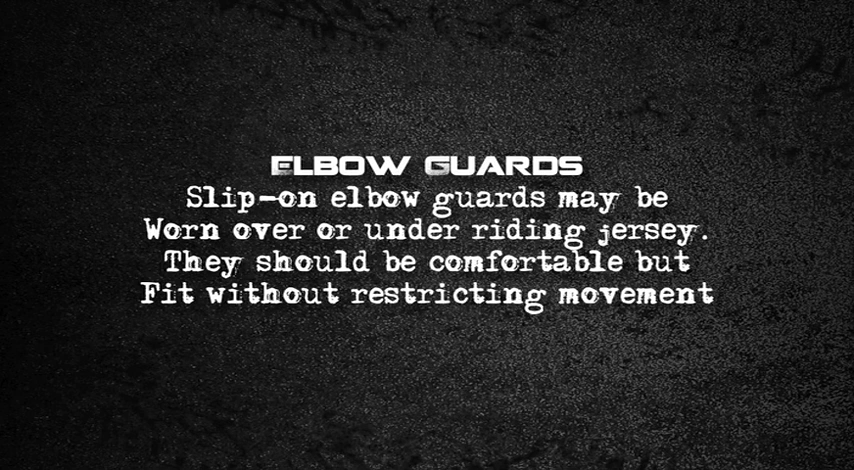 ELBOW GUARDS
Slip-on elbow guards may be
Worn over or under riding jersey.
They should be comfortable but
Fit without restricting movement